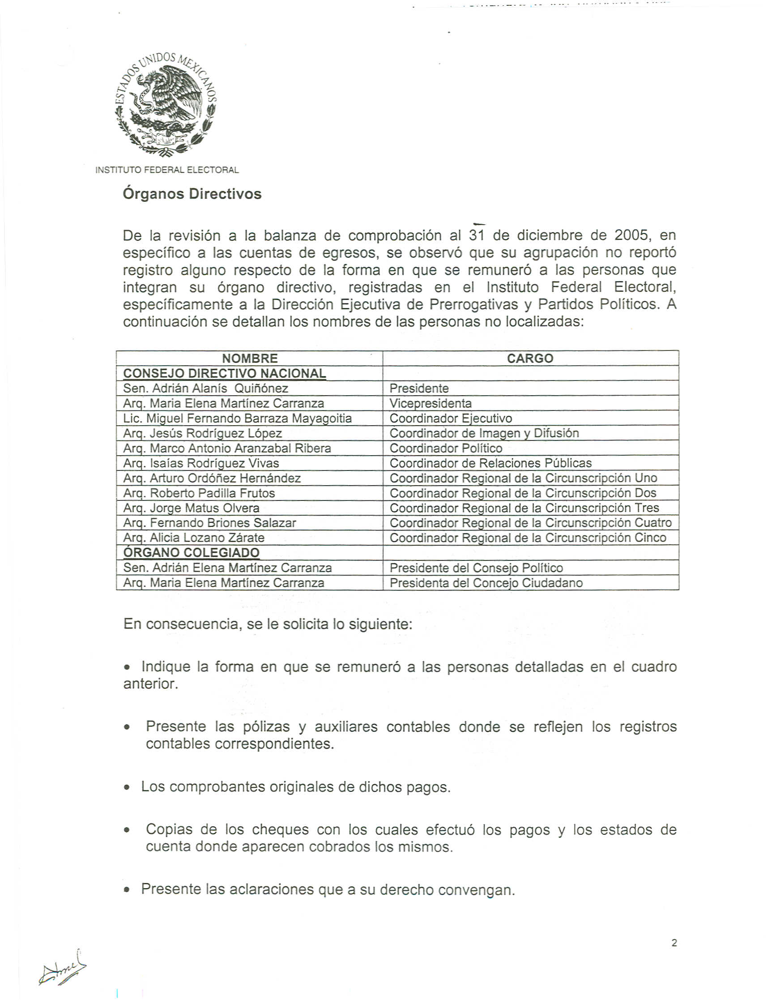 ESTADOS UNIDOS MEXICANOS
INSTITUTO FEDERAL ELECTORAL
Órganos Directivos
De la revisión a la balanza de comprobación al 31 de diciembre de 2005, en
específico a las cuentas de egresos, se observó que su agrupación no reportó
registro alguno respecto de la forma en que se remuneró a las personas que
integran su órgano directivo, registradas en el Instituto Federal Electoral,
específicamente a la Dirección Ejecutiva de Prerrogativas y Partidos Políticos. A
continuación se detallan los nombres de las personas no localizadas:
NOMBRE CARGO
CONSEJO DIRECTIVO NACIONAL
Sen. Adrián Alanís Quiñónez Presidente
Arq. Maria Elena Martínez Carranza Vicepresidenta
Lic. Miguel Fernando Barraza Mayagoitia Coordinador Ejecutivo
Arq. Jesús Rodríguez López Coordinador de Imagen y Difusión
Arq. Marco Antonio Aranzabal Ribera Coordinador Político
Arq. Isaías Rodríguez Vivas Coordinador de Relaciones Públicas
Arq. Arturo Ordóñez Hernández Coordinador Regional de la Circunscripción Uno
Arq. Roberto Padilla Frutos Coordinador Regional de la Circunscripción Dos
Arq. Jorge Matus Olvera Coordinador Regional de la Circunscripción Tres
Arq. Fernando Briones Salazar Coordinador Regional de la Circunscripción Cuatro
Arq. Alicia Lozano Zárate Coordinador Regional de la Circunscripción Cinco
ÓRGANO COLEGIADO
Sen. Adrián Elena Martínez Carranza Presidente del Consejo Político
Arq. Maria Elena Martínez Carranza Presidenta del Concejo Ciudadano
En consecuencia, se le solicita lo siguiente:
• Indique la forma en que se remuneró a las personas detalladas en el cuadro
anterior.
• Presente las pólizas y auxiliares contables donde se reflejen los registros
contables correspondientes.
• Los comprobantes originales de dichos pagos.
• Copias de los cheques con los cuales efectuó los pagos y los estados de
cuenta donde aparecen cobrados los mismos.
• Presente las aclaraciones que a su derecho convengan.
2